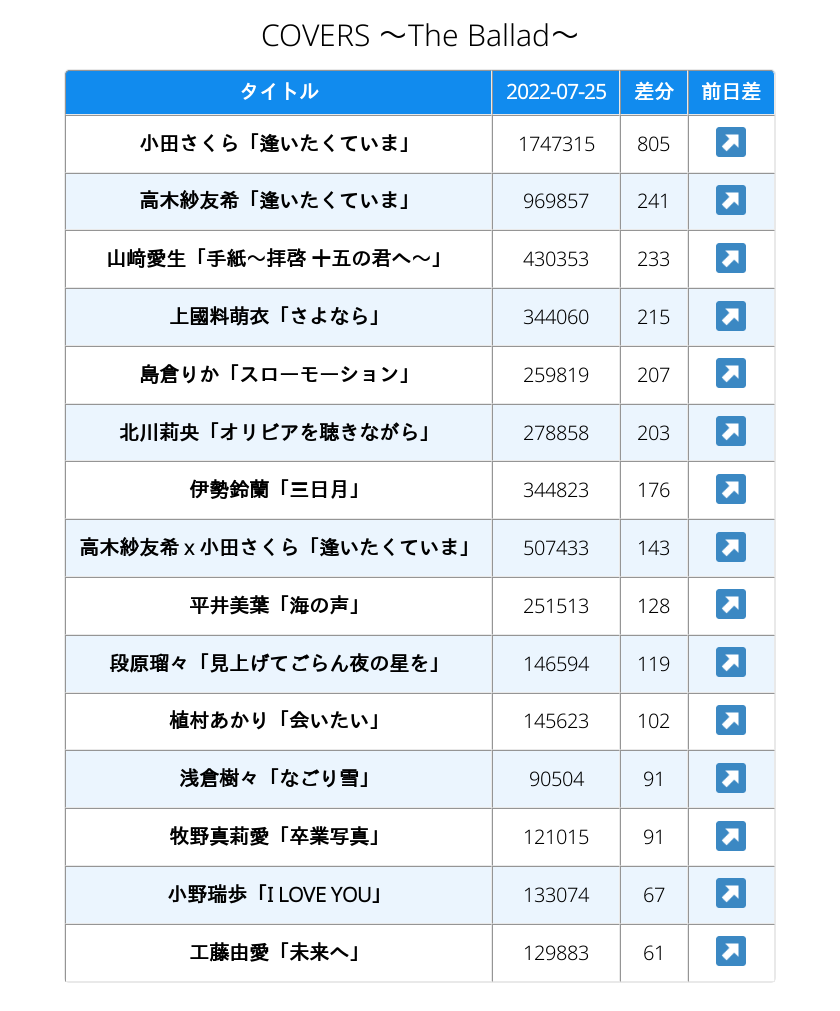 COVERS ～The Ballad～
タイトル 2022-07-25 差分 前日差
小田さくら「逢いたくていま」 1747315 805 ↗
高木紗友希「逢いたくていま」 969857 241 ↗
山﨑愛生「手紙～拝啓 十五の君へ～」 430353 233 ↗
上國料萌衣「さよなら」 344060 215 ↗
島倉りか「スローモーション」 259819 207 ↗
北川莉央「オリビアを聴きながら」 278858 203 ↗
伊勢鈴蘭「三日月」 344823 176 ↗
高木紗友希 x 小田さくら「逢いたくていま」 507433 143 ↗
平井美葉「海の声」 251513 128 ↗
段原瑠々「見上げてごらん夜の星を」 146594 119 ↗
植村あかり「会いたい」 145623 102 ↗
浅倉樹々「なごり雪」 90504 91 ↗
牧野真莉愛「卒業写真」 121015 91 ↗
小野瑞歩「I LOVE YOU」 133074 67 ↗
工藤由愛「未来へ」 129883 61 ↗